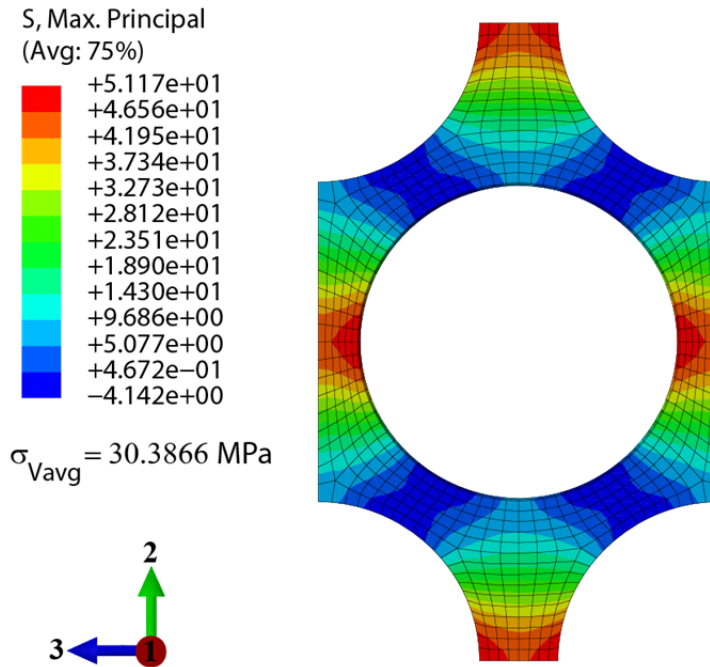 S, Max. Principal
(Avg: 75%)
+5.117e+01
+4.656e+01
+4.195e+01
+3.734e+01
+3.273e+01
+2.812e+01
+2.351e+01
+1.890e+01
+1.430e+01
+9.686e+00
+5.077e+00
+4.672e−01
−4.142e+00
σVavg = 30.3866 MPa
2
3 1